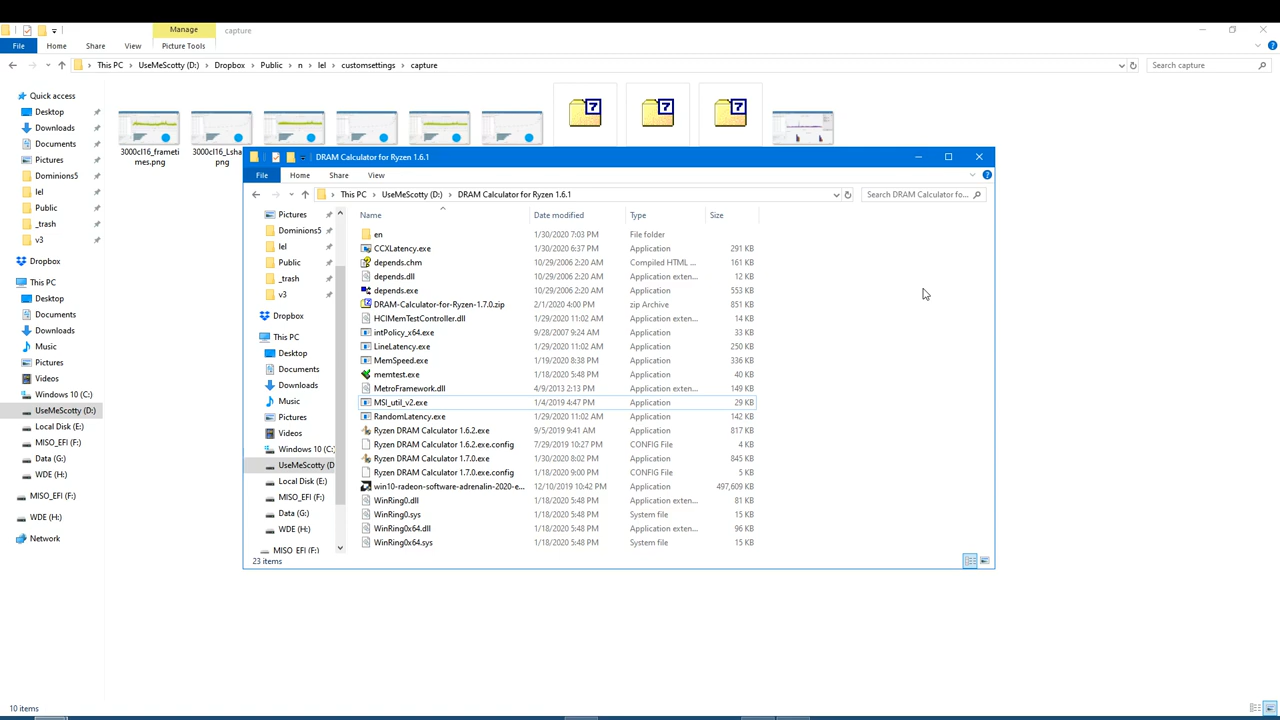 Manage
capture
File
Home
Share
View
Picture Tools
This PC
UseMeScotty (D:)
Dropbox
Public
n
lel
customsettings
capture
Search capture
Quick access
Desktop
Downloads
Documents
Pictures
Dominions5
lel
Public
_trash
v3
Dropbox
This PC
Desktop
Documents
Downloads
Music
Pictures
Videos
Windows 10 (C:)
UseMeScotty (D:)
Local Disk (E:)
MISO_EFI (F:)
Data (G:)
WDE (H:)
MISO_EFI (F:)
WDE (H:)
Network
10 items
7
7
7
3000cl16_frameti
mes.png
3000cl16_Lsha
png
DRAM Calculator for Ryzen 1.6.1
File
Home
Share
View
This PC
UseMeScotty (D:)
DRAM Calculator for Ryzen 1.6.1
Search DRAM Calculator fo...
Pictures
Dominions5
lel
Public
_trash
v3
Dropbox
This PC
Desktop
Documents
Downloads
Music
Pictures
Videos
Windows 10 (C:
UseMeScotty (D
Local Disk (E:)
MISO_EFI (F:)
Data (G:)
WDE (H:)
MISO EFI (F:)
Name Date modified Type Size
en 1/30/2020 7:03 PM File folder
CCXLatency.exe 1/30/2020 6:37 PM Application 291 KB
depends.chm 10/29/2006 2:20 AM Compiled HTML ... 161 KB
depends.dll 10/29/2006 2:20 AM Application exten... 12 KB
depends.exe 10/29/2006 2:20 AM Application 553 KB
DRAM-Calculator-for-Ryzen-1.7.0.zip 2/1/2020 4:00 PM zip Archive 851 KB
HCIMemTestController.dll 1/29/2020 11:02 AM Application exten... 14 KB
intPolicy_x64.exe 9/28/2007 9:24 AM Application 33 KB
LineLatency.exe 1/29/2020 11:02 AM Application 250 KB
MemSpeed.exe 1/19/2020 8:38 PM Application 336 KB
memtest.exe 1/18/2020 5:48 PM Application 40 KB
MetroFramework.dll 4/9/2013 2:13 PM Application exten... 149 KB
MSI_util_v2.exe 1/4/2019 4:47 PM Application 29 KB
RandomLatency.exe 1/29/2020 11:02 AM Application 142 KB
Ryzen DRAM Calculator 1.6.2.exe 9/5/2019 9:41 AM Application 817 KB
Ryzen DRAM Calculator 1.6.2.exe.config 7/29/2019 10:27 PM CONFIG File 4 KB
Ryzen DRAM Calculator 1.7.0.exe 1/30/2020 8:02 PM Application 845 KB
Ryzen DRAM Calculator 1.7.0.exe.config 1/18/2020 9:00 PM CONFIG File 5 KB
win10-radeon-software-adrenalin-2020-e... 12/10/2019 10:42 PM Application 497,609 KB
WinRing0.dll 1/18/2020 5:48 PM Application exten... 81 KB
WinRing0.sys 1/18/2020 5:48 PM System file 15 KB
WinRing0x64.dll 1/18/2020 5:48 PM Application exten... 96 KB
WinRing0x64.sys 1/18/2020 5:48 PM System file 15 KB
23 items